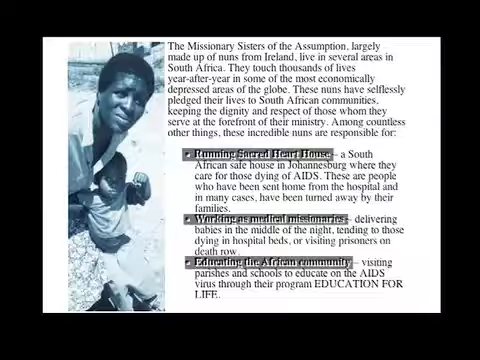 The Missionary Sisters of the Assumption, largely
made up of nuns from Ireland, live in several areas in
South Africa. They touch thousands of lives
year-after-year in some of the most economically
depressed areas of the globe. These nuns have selflessly
pledged their lives to South African communities,
keeping the dignity and respect of those whom they
serve at the forefront of their ministry. Among countless
other things, these incredible nuns are responsible for:
• Running Sacred Heart House – a South
African safe house in Johannesburg where they
care for those dying of AIDS. These are people
who have been sent home from the hospital and
in many cases, have been turned away by their
families.
• Working as medical missionaries – delivering
babies in the middle of the night, tending to those
dying in hospital beds, or visiting prisoners on
death row.
• Educating the African community – visiting
parishes and schools to educate on the AIDS
virus through their program EDUCATION FOR
LIFE.